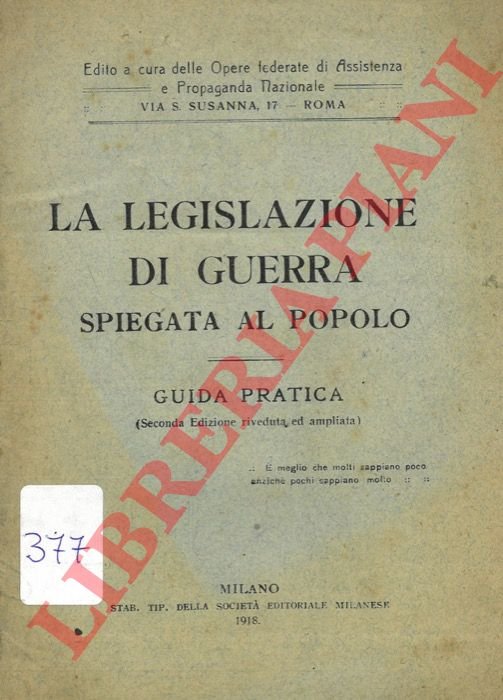 Edito a cura delle Opere federate di Assistenza
e Propaganda Nazionale
:: :: VIA S. SUSANNA, 17 — ROMA :: ::
LA LEGISLAZIONE
DI GUERRA
SPIEGATA AL POPOLO
GUIDA PRATICA
(Seconda Edizione riveduta ed ampliata)
.: È meglio che molti sappiano poco
anziché pochi sappiano molto :: ::
377
MILANO
STAB. TIP. DELLA SOCIETÀ EDITORIALE MILANESE
1918.
LIBRERIA PIANI